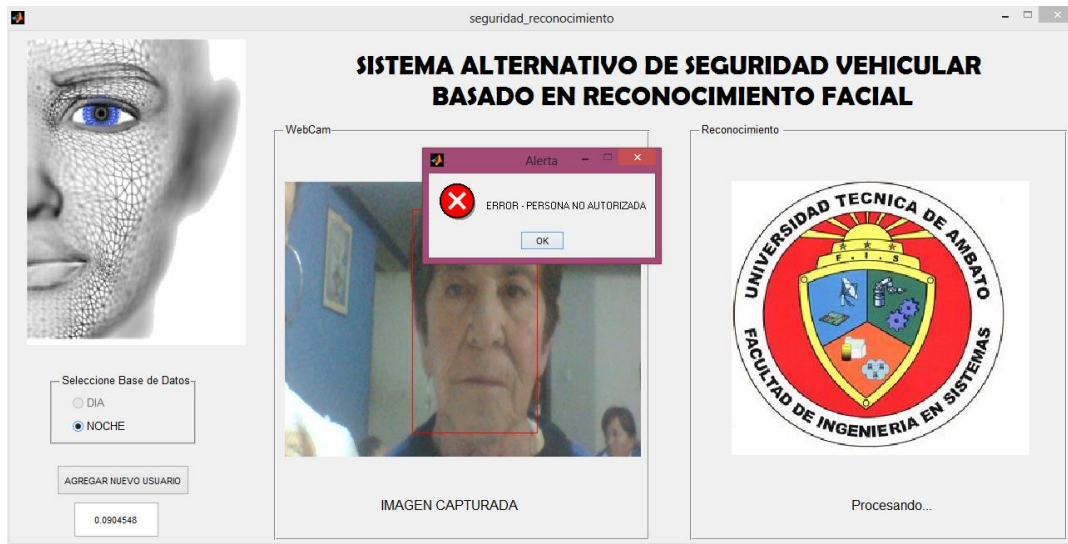 seguridad_reconocimiento
SISTEMA ALTERNATIVO DE SEGURIDAD VEHICULAR
BASADO EN RECONOCIMIENTO FACIAL
WebCam
Reconocimiento
Alerta
ERROR - PERSONA NO AUTORIZADA
OK
UNIVERSIDAD TECNICA DE AMBATO
F . I . S
FACULTAD DE INGENIERIA EN SISTEMAS
Seleccione Base de Datos
DIA
NOCHE
AGREGAR NUEVO USUARIO
0.0904548
IMAGEN CAPTURADA
Procesando...